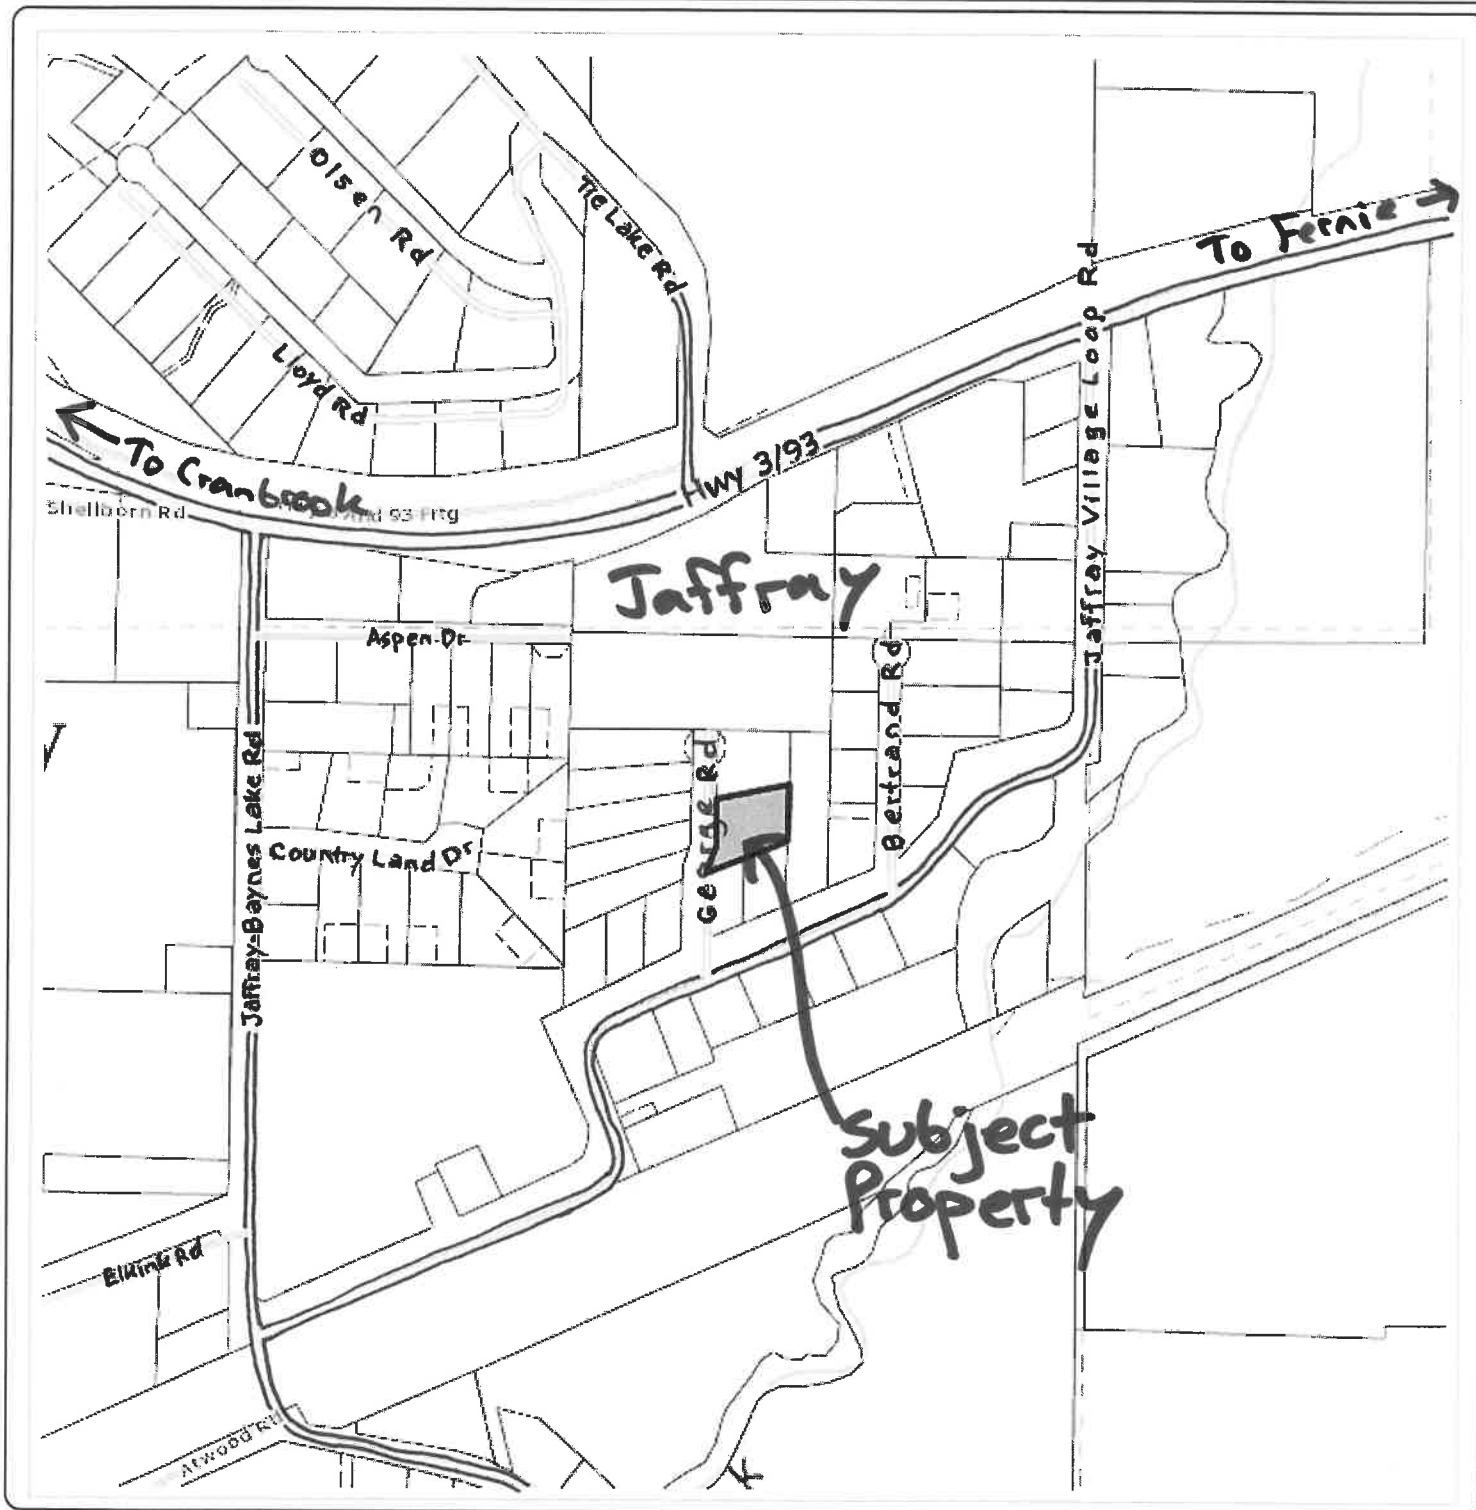 Olsen Rd
Tie Lake Rd
To Fernie
Lloyd Rd
To Cranbrook
Hwy 3/93
Shellborn Rd
93 Frtg
Jaffray Village Loop Rd
Jaffray
Aspen Dr
Bertrand Rd
George Rd
Jaffray-Baynes Lake Rd
Country Land Dr
Subject
Property
Elkink Rd
Atwood Rd